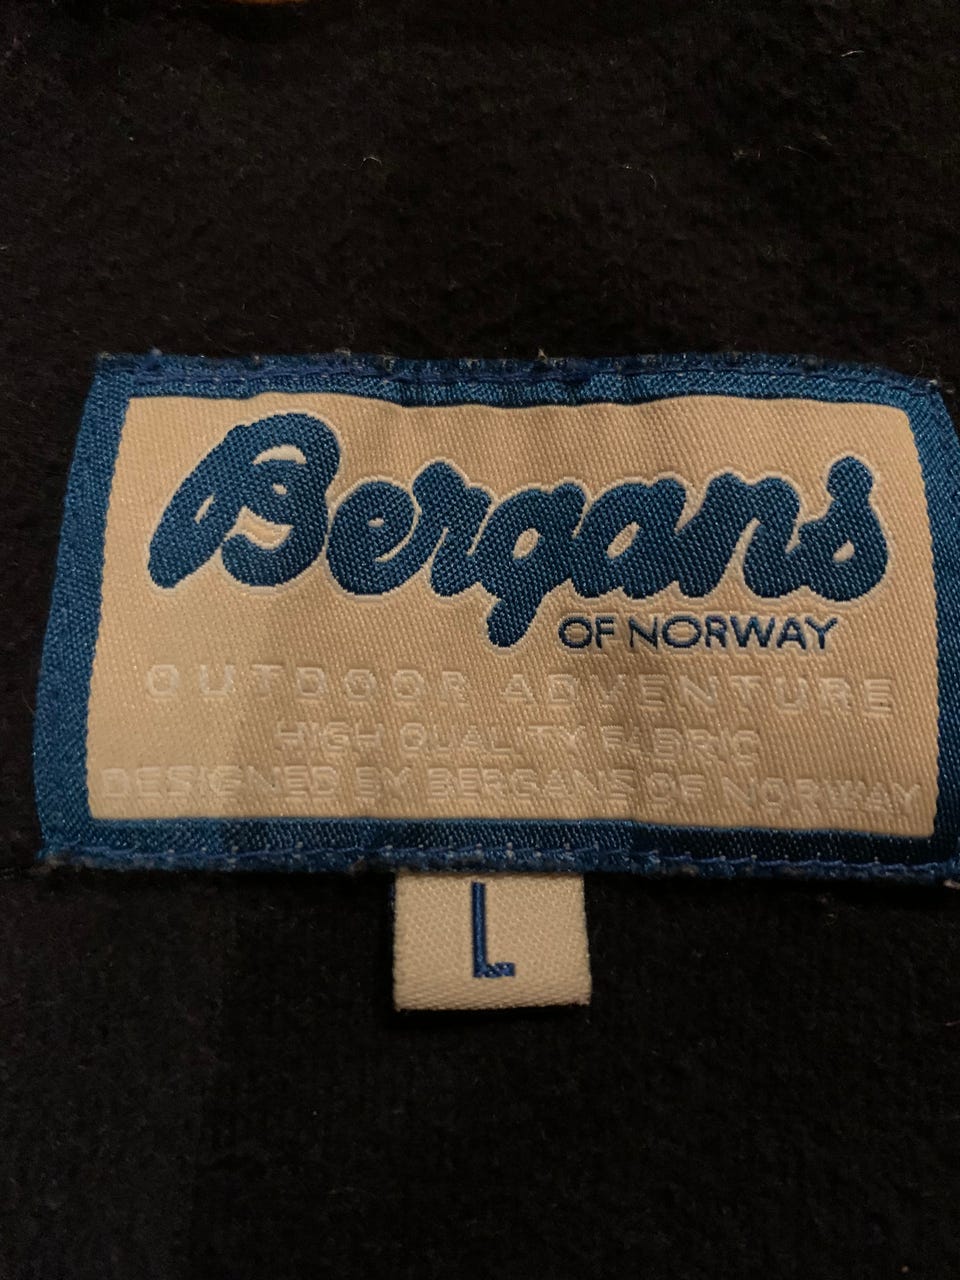 Bergans
OF NORWAY
OUTDOOR ADVENTURE
HIGH QUALITY FABRIC
DESIGNED BY BERGANS OF NORWAY
L